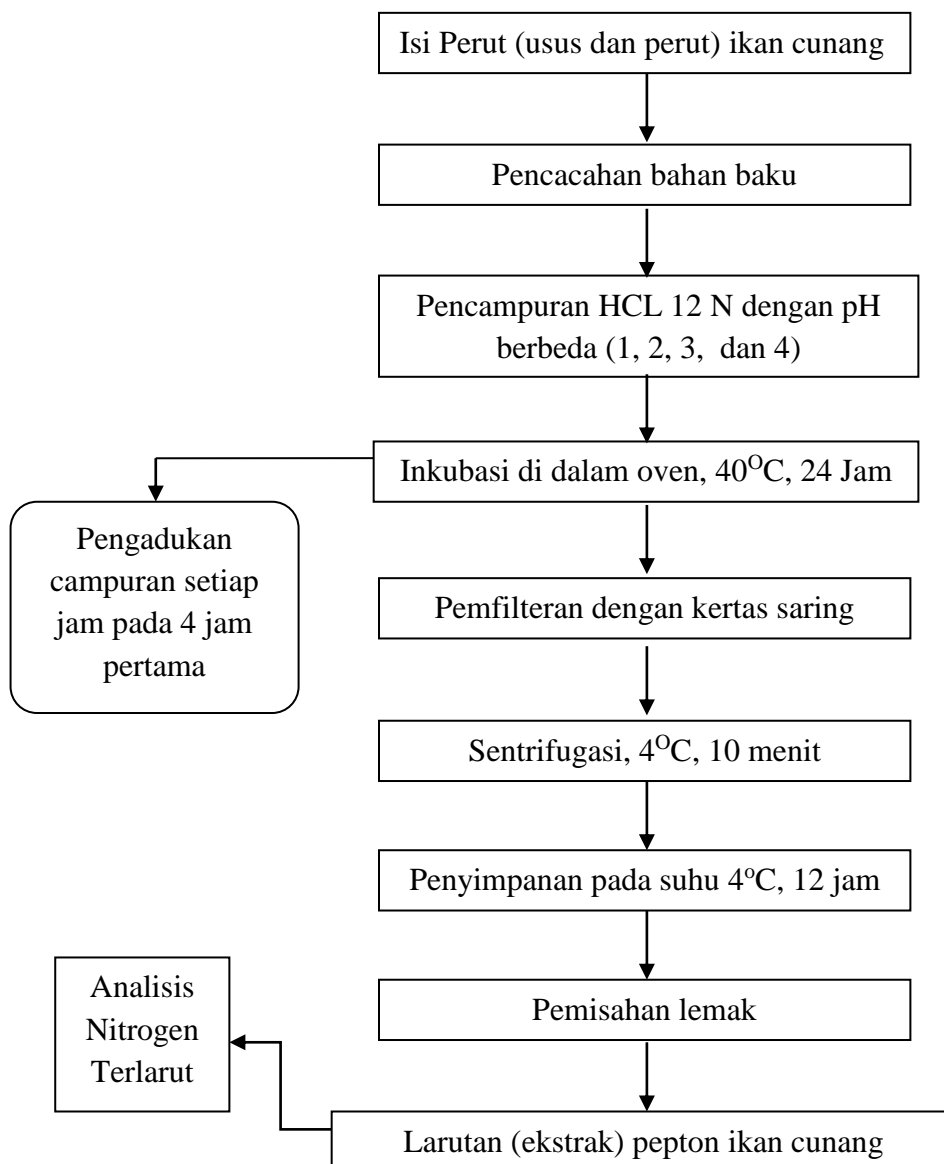 Isi Perut (usus dan perut) ikan cunang
Pencacahan bahan baku
Pencampuran HCL 12 N dengan pH
berbeda (1, 2, 3,  dan 4)
Inkubasi di dalam oven, 40ᴼC, 24 Jam
Pengadukan
campuran setiap
jam pada 4 jam
pertama
Pemfilteran dengan kertas saring
Sentrifugasi, 4ᴼC, 10 menit
Penyimpanan pada suhu 4ᵒC, 12 jam
Pemisahan lemak
Analisis
Nitrogen
Terlarut
Larutan (ekstrak) pepton ikan cunang